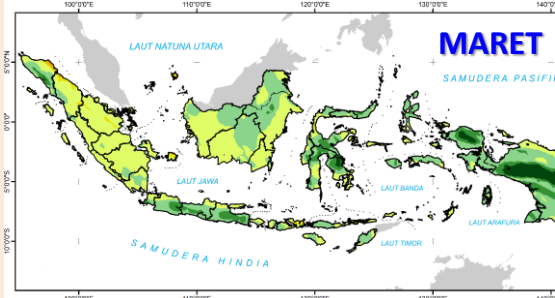 100°0'0"E 110°0'0"E 120°0'0"E 130°0'0"E
MARET
LAUT NATUNA UTARA
5°0'0"N
SAMUDERA PASIFI
0°0'0"
LAUT JAWA
LAUT BANDA
5°0'0"S
LAUT ARAFURA
SAMUDERA HINDIA
LAUT TIMOR
10°0'0"S